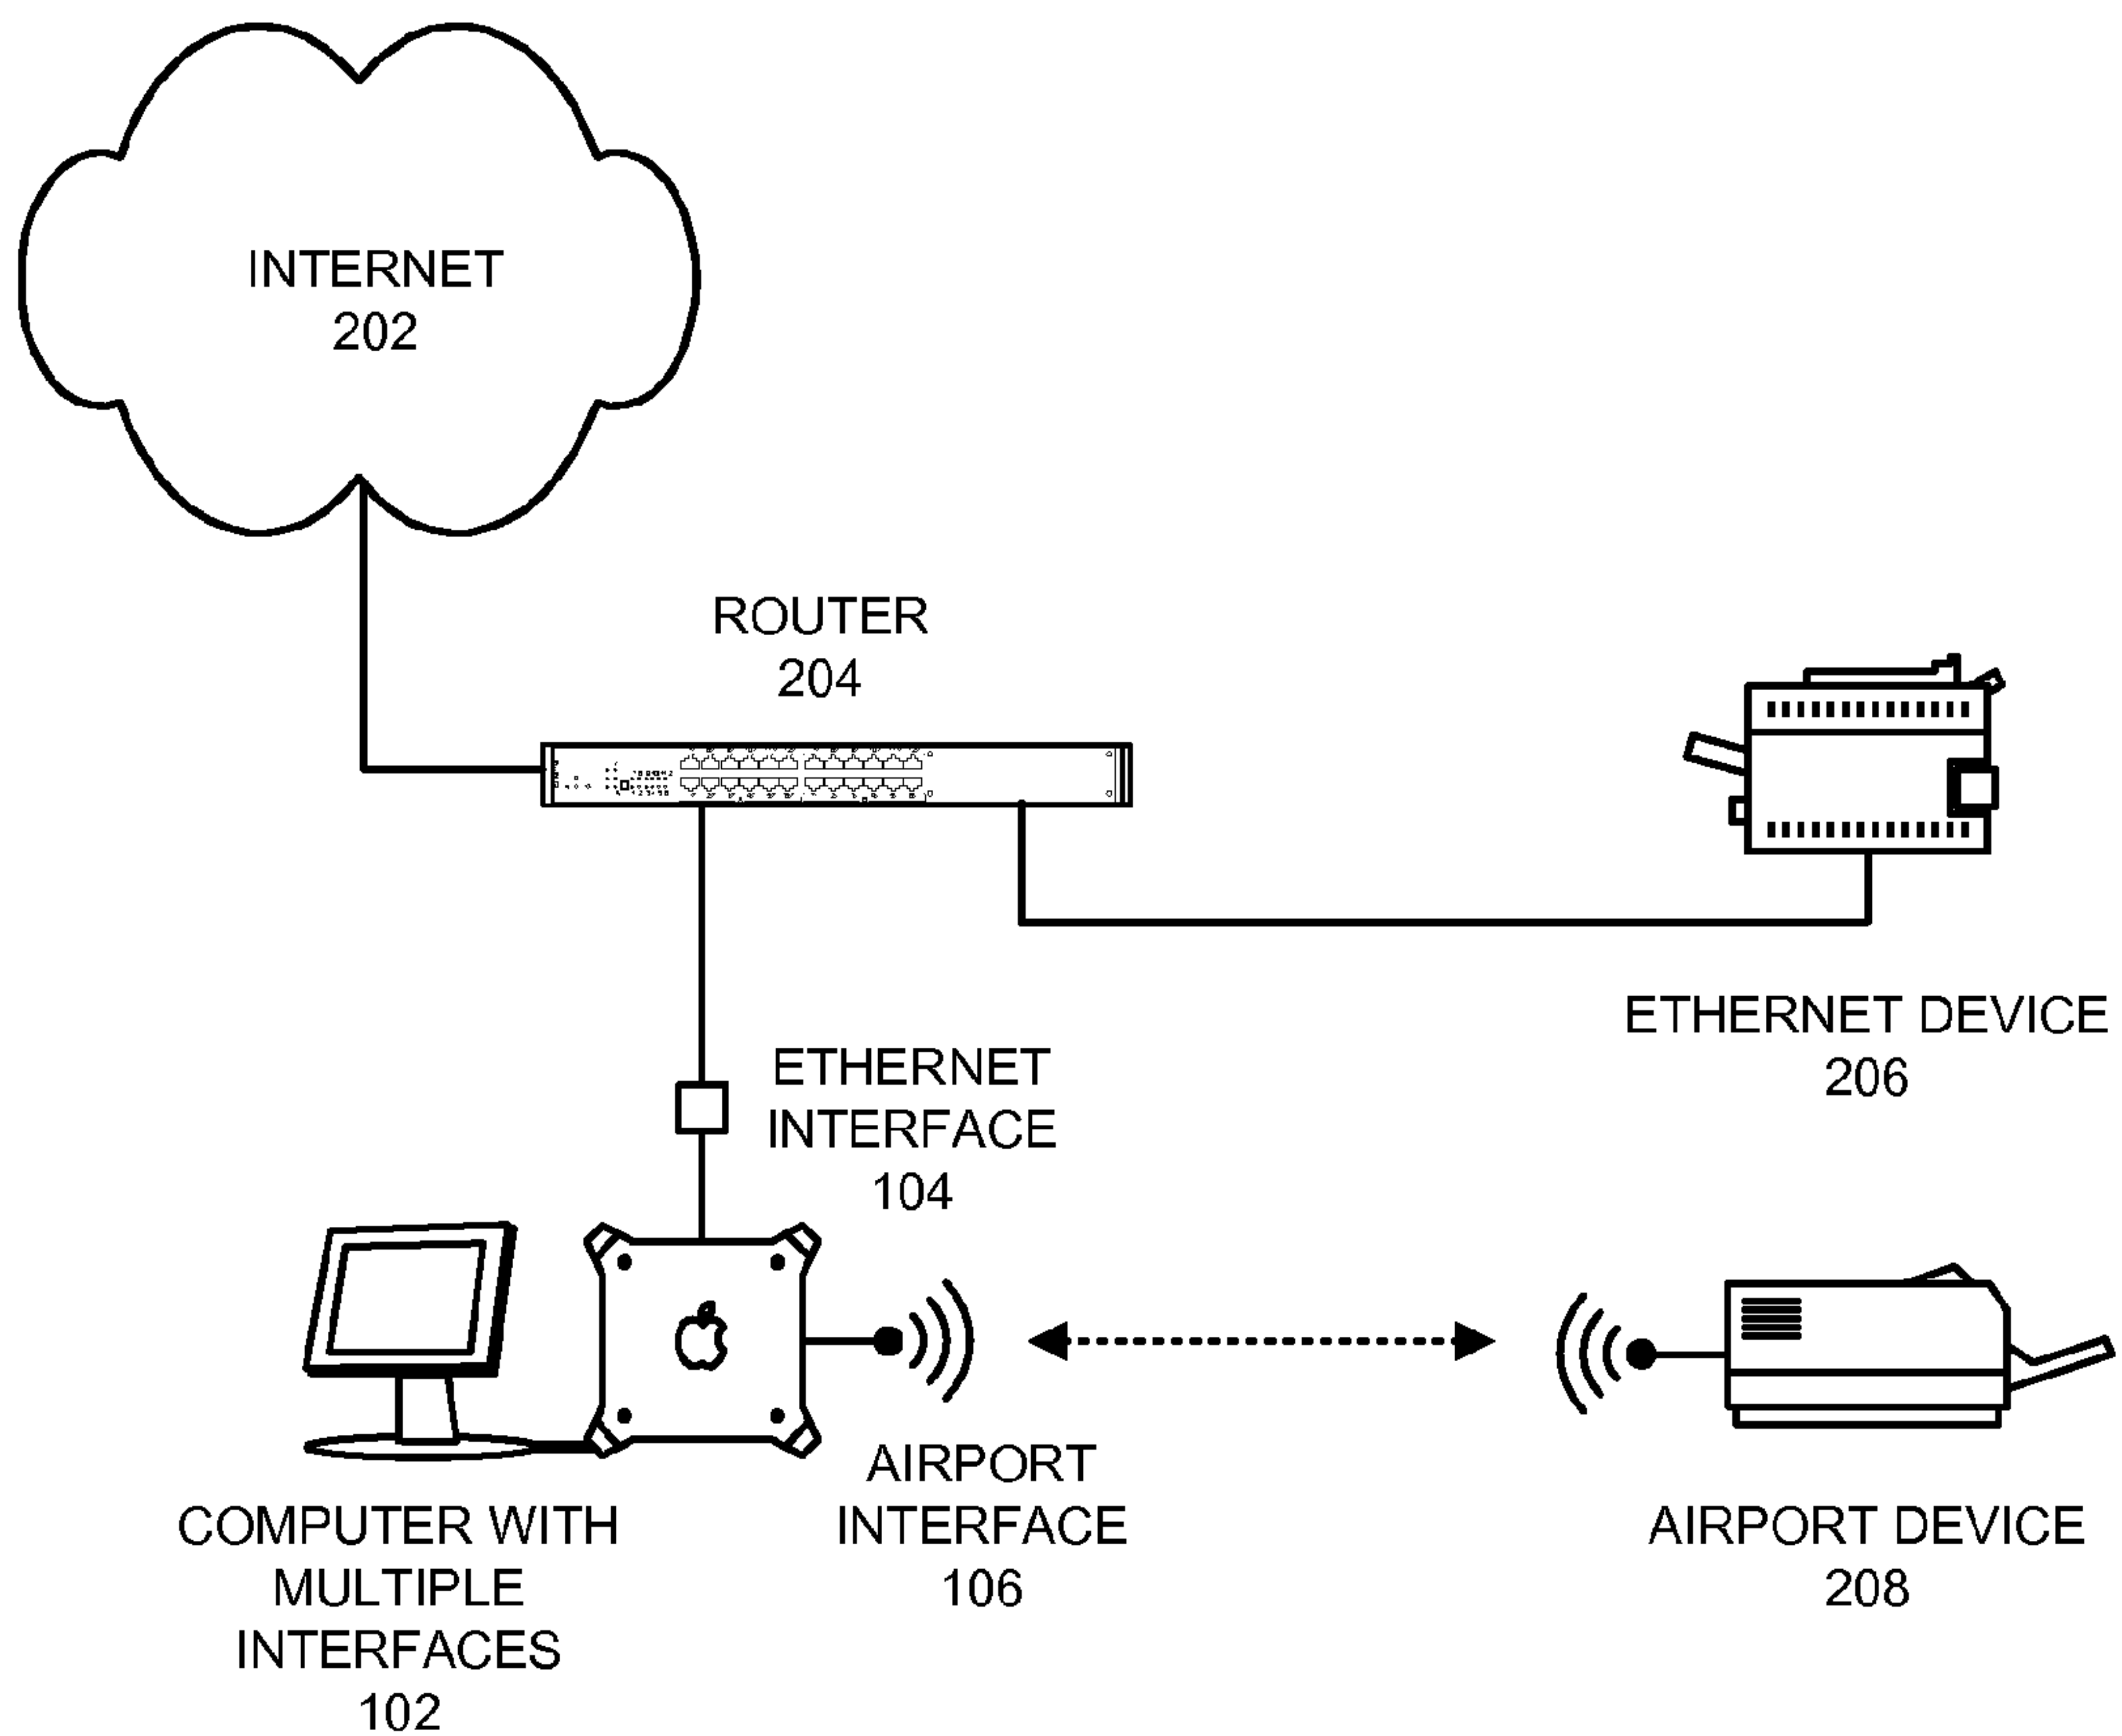 INTERNET
202
ROUTER
204
ETHERNET DEVICE
206
ETHERNET
INTERFACE
104
AIRPORT
INTERFACE
106
COMPUTER WITH
MULTIPLE
INTERFACES
102
AIRPORT DEVICE
208